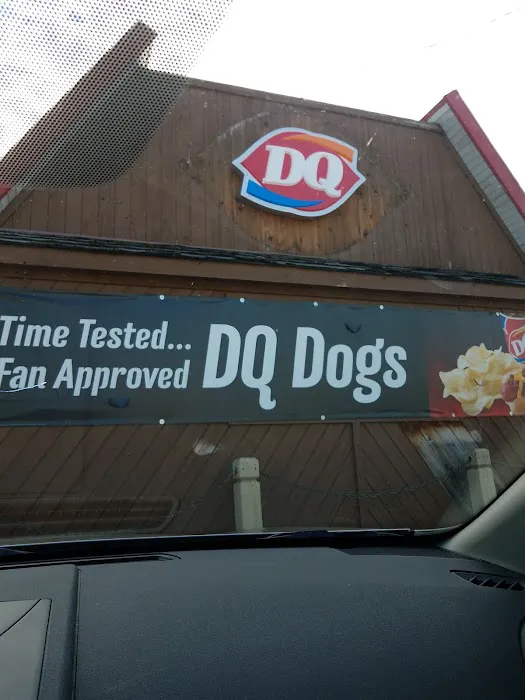 DQ
Time Tested...
Fan Approved
DQ Dogs